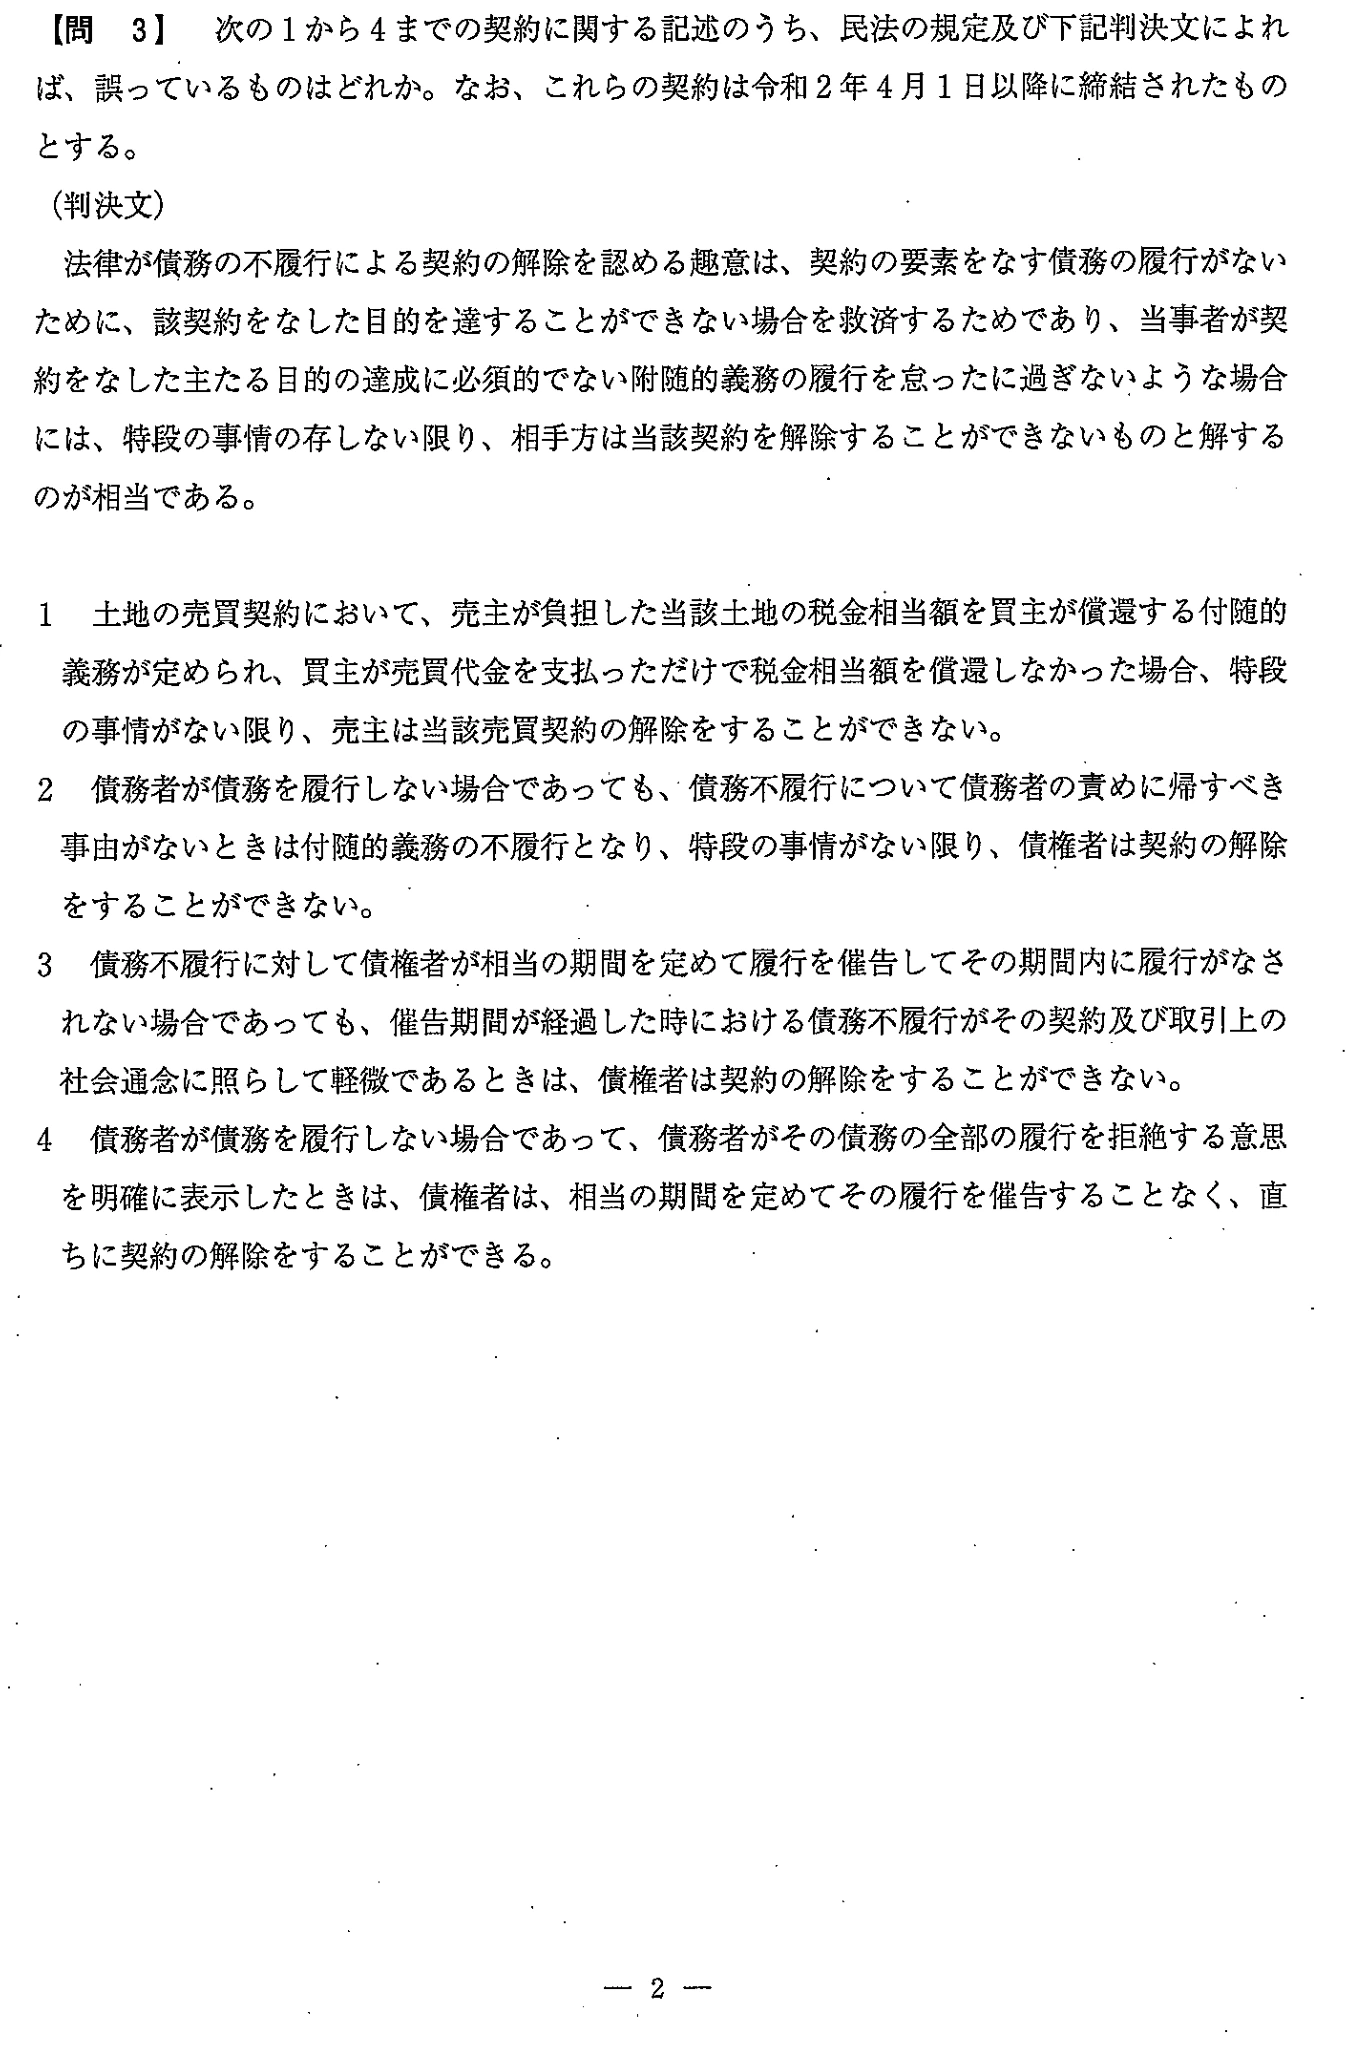 【問　3】　次の1から4までの契約に関する記述のうち、民法の規定及び下記判決文によれ
ば、誤っているものはどれか。なお、これらの契約は令和2年4月1日以降に締結されたもの
とする。
（判決文）
法律が債務の不履行による契約の解除を認める趣意は、契約の要素をなす債務の履行がない
ために、該契約をなした目的を達することができない場合を救済するためであり、当事者が契
約をなした主たる目的の達成に必須的でない附随的義務の履行を怠ったに過ぎないような場合
には、特段の事情の存しない限り、相手方は当該契約を解除することができないものと解する
のが相当である。
1　土地の売買契約において、売主が負担した当該土地の税金相当額を買主が償還する付随的
義務が定められ、買主が売買代金を支払っただけで税金相当額を償還しなかった場合、特段
の事情がない限り、売主は当該売買契約の解除をすることができない。
2　債務者が債務を履行しない場合であっても、債務不履行について債務者の責めに帰すべき
事由がないときは付随的義務の不履行となり、特段の事情がない限り、債権者は契約の解除
をすることができない。
3　債務不履行に対して債権者が相当の期間を定めて履行を催告してその期間内に履行がなさ
れない場合であっても、催告期間が経過した時における債務不履行がその契約及び取引上の
社会通念に照らして軽微であるときは、債権者は契約の解除をすることができない。
4　債務者が債務を履行しない場合であって、債務者がその債務の全部の履行を拒絶する意思
を明確に表示したときは、債権者は、相当の期間を定めてその履行を催告することなく、直
ちに契約の解除をすることができる。
― 2 ―